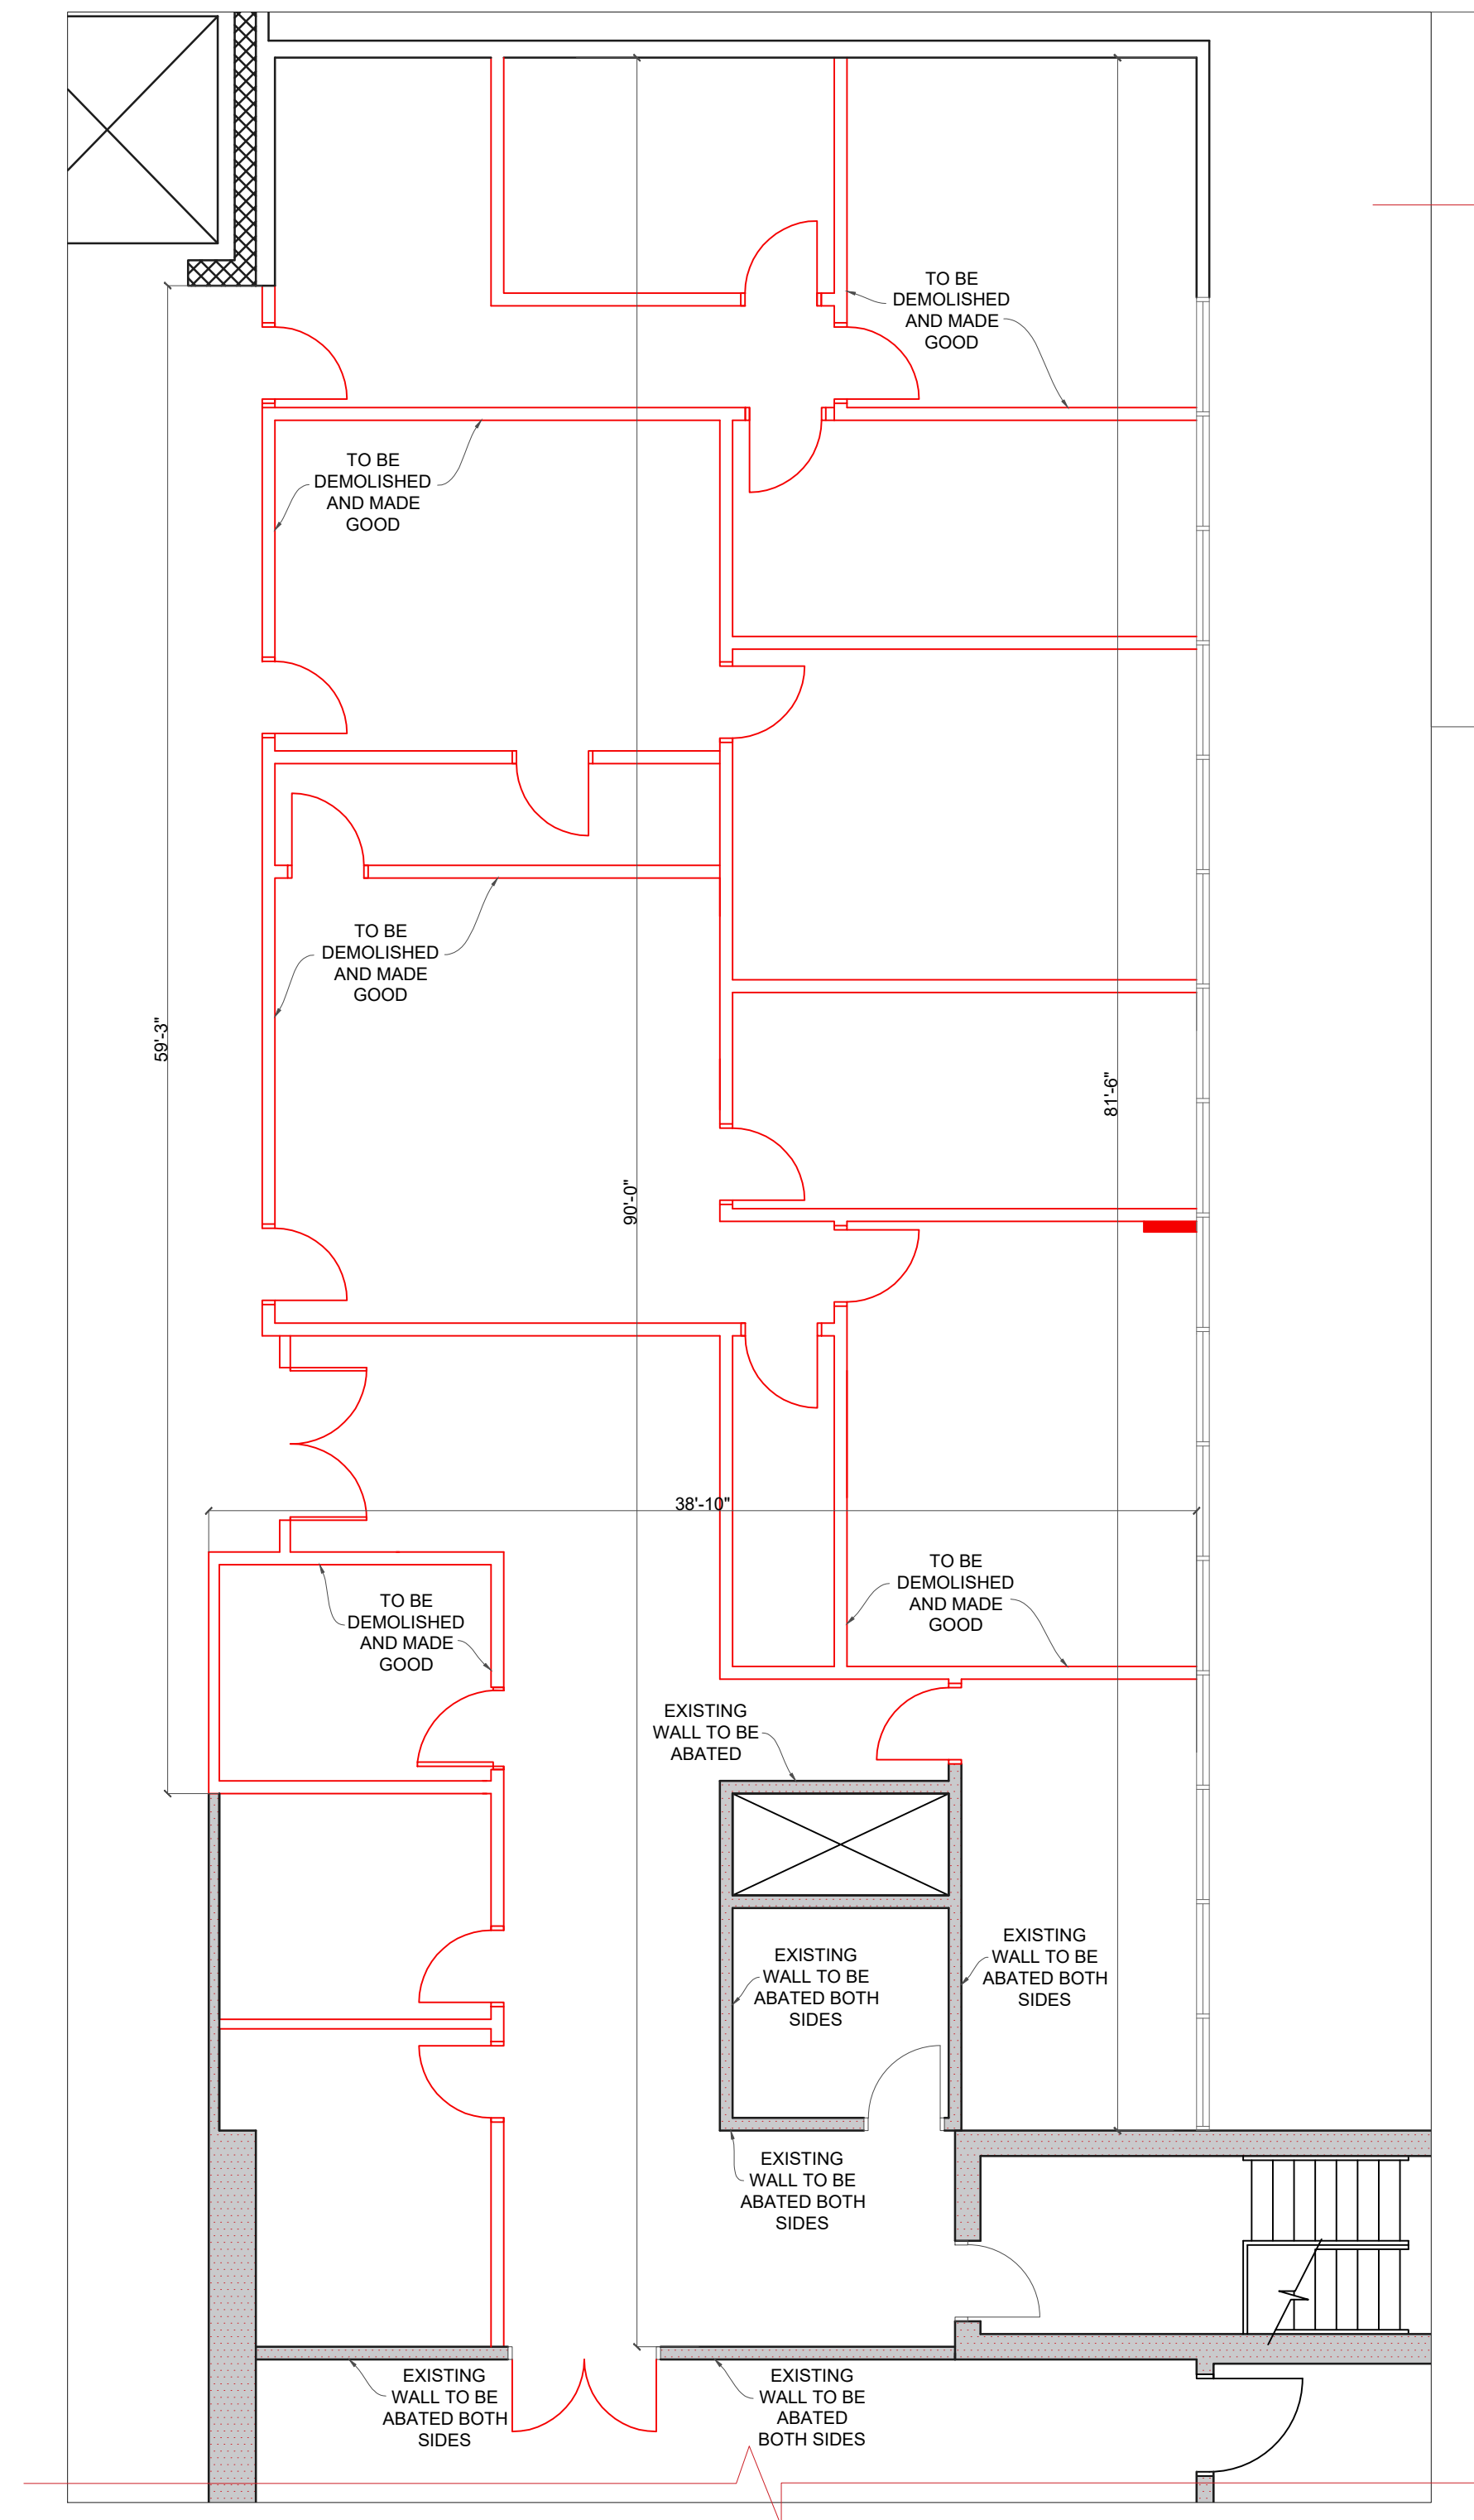 TO BE
DEMOLISHED
AND MADE
GOOD
TO BE
DEMOLISHED
AND MADE
GOOD
TO BE
DEMOLISHED
AND MADE
GOOD
59'-3"
81'-6"
90'-0"
38'-10"
TO BE
DEMOLISHED
AND MADE
GOOD
TO BE
DEMOLISHED
AND MADE
GOOD
EXISTING
WALL TO BE
ABATED
EXISTING
WALL TO BE
ABATED BOTH
SIDES
EXISTING
WALL TO BE
ABATED BOTH
SIDES
EXISTING
WALL TO BE
ABATED BOTH
SIDES
EXISTING
WALL TO BE
ABATED BOTH
SIDES
EXISTING
WALL TO BE
ABATED
BOTH SIDES